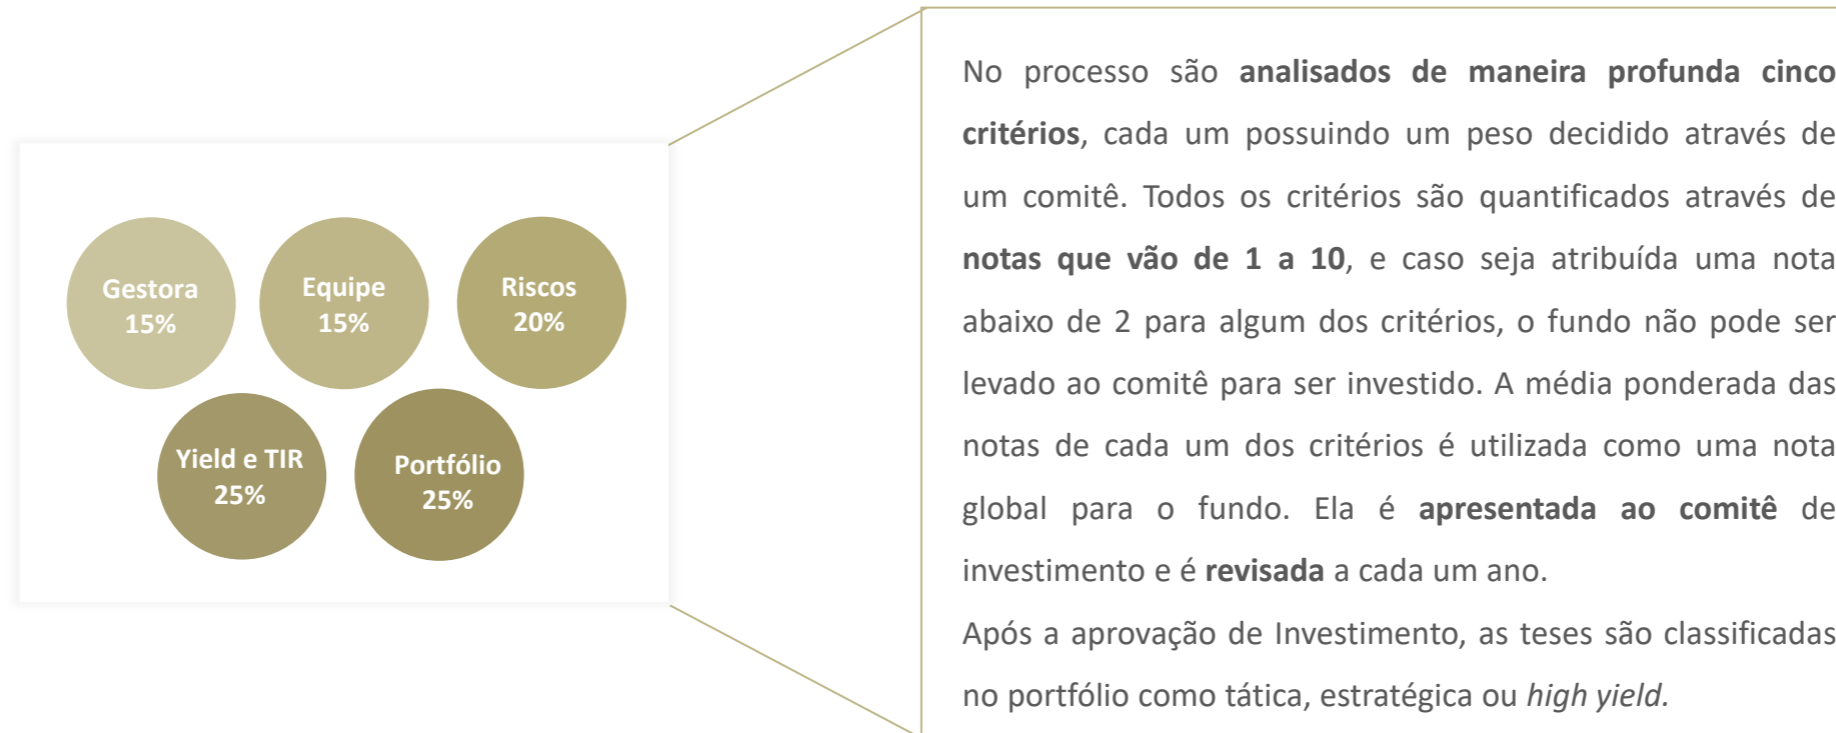 Gestora
15%
Equipe
15%
Riscos
20%
Yield e TIR
25%
Portfólio
25%
No processo são analisados de maneira profunda cinco
critérios, cada um possuindo um peso decidido através de
um comitê. Todos os critérios são quantificados através de
notas que vão de 1 a 10, e caso seja atribuída uma nota
abaixo de 2 para algum dos critérios, o fundo não pode ser
levado ao comitê para ser investido. A média ponderada das
notas de cada um dos critérios é utilizada como uma nota
global para o fundo. Ela é apresentada ao comitê de
investimento e é revisada a cada um ano.
Após a aprovação de Investimento, as teses são classificadas
no portfólio como tática, estratégica ou high yield.